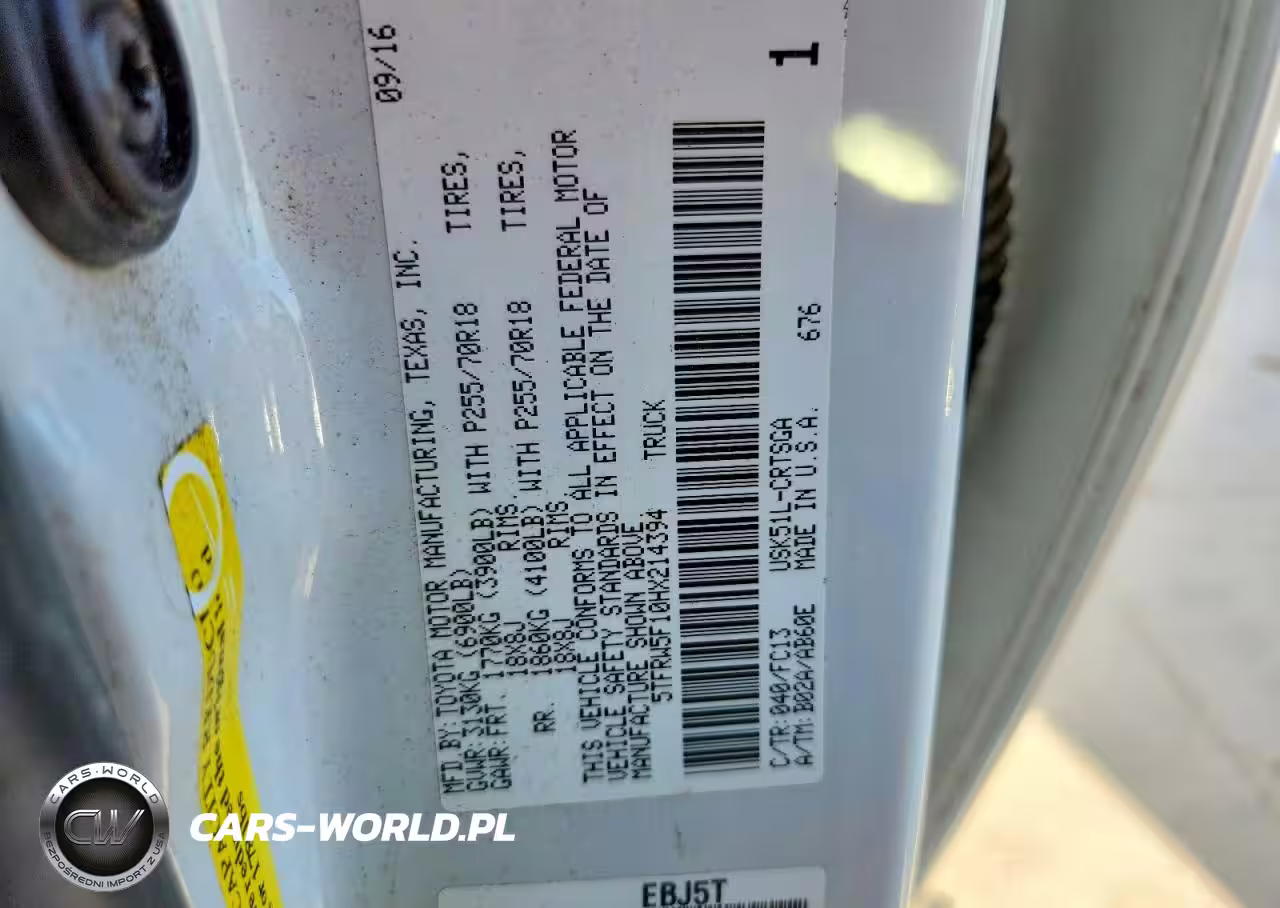 MFD.BY:TOYOTA MOTOR MANUFACTURING, TEXAS, INC. 09/16
GVWR:3130KG (6900LB)
GAWR:FRT. 1770KG (3900LB) WITH P255/70R18 TIRES,
18X8J RIMS,
RR. 1860KG (4100LB) WITH P255/70R18 TIRES,
18X8J RIMS
THIS VEHICLE CONFORMS TO ALL APPLICABLE FEDERAL MOTOR
VEHICLE SAFETY STANDARDS IN EFFECT ON THE DATE OF
MANUFACTURE SHOWN ABOVE
5TFRW5F10HX214394 TRUCK
C/TR:040/FC13 USK51L-CRTSGA 676
A/TM:B02A/AB60E MADE IN U.S.A.
1
EBJ5T
CARS-WORLD
CW
BEZPOŚREDNI IMPORT Z USA
CARS-WORLD.PL